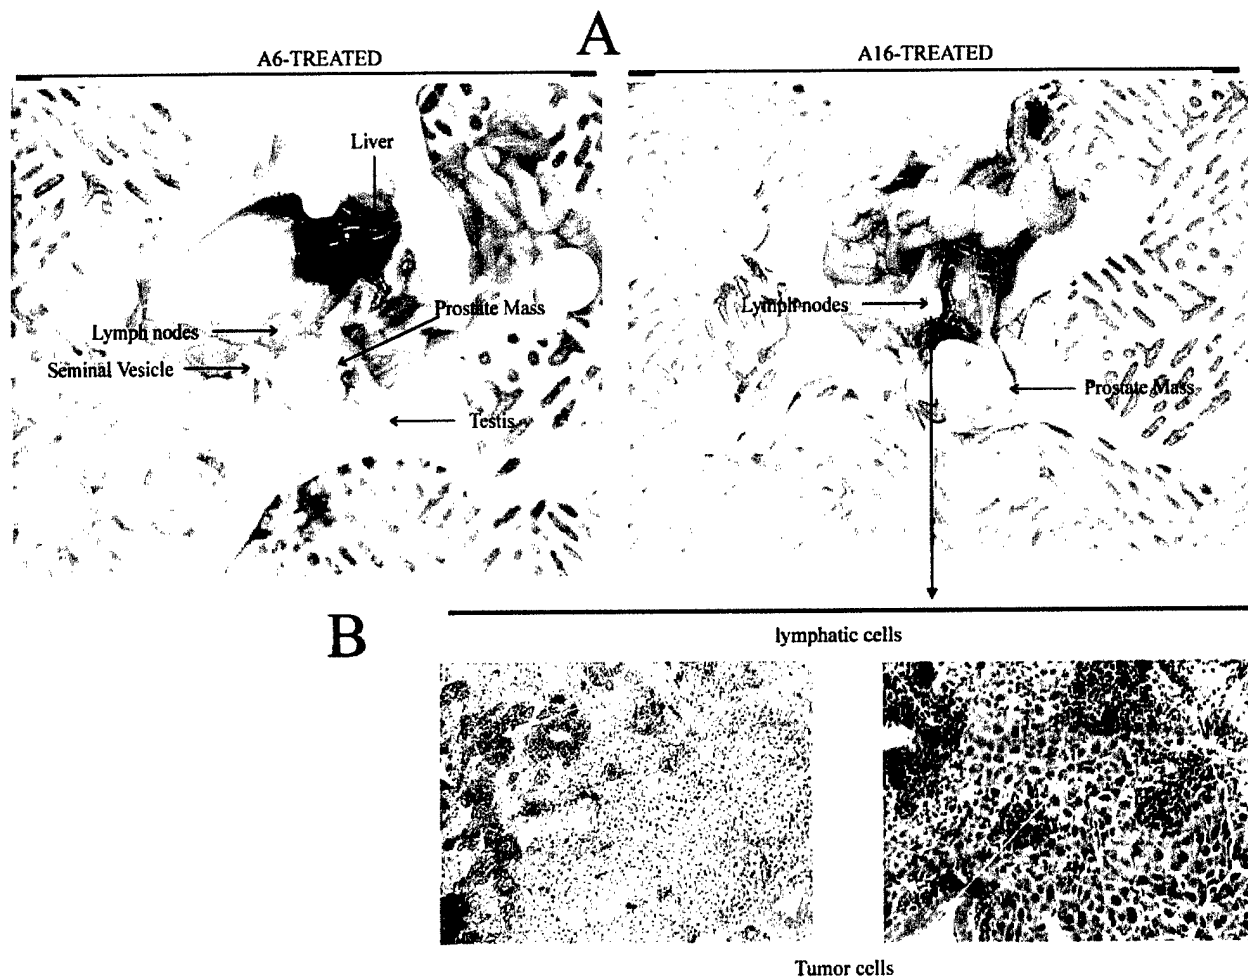 A
A6-TREATED
A16-TREATED
Liver
Lymph nodes
Prostate Mass
Seminal Vesicle
Testis
Lymph nodes
Prostate Mass
B
lymphatic cells
Tumor cells